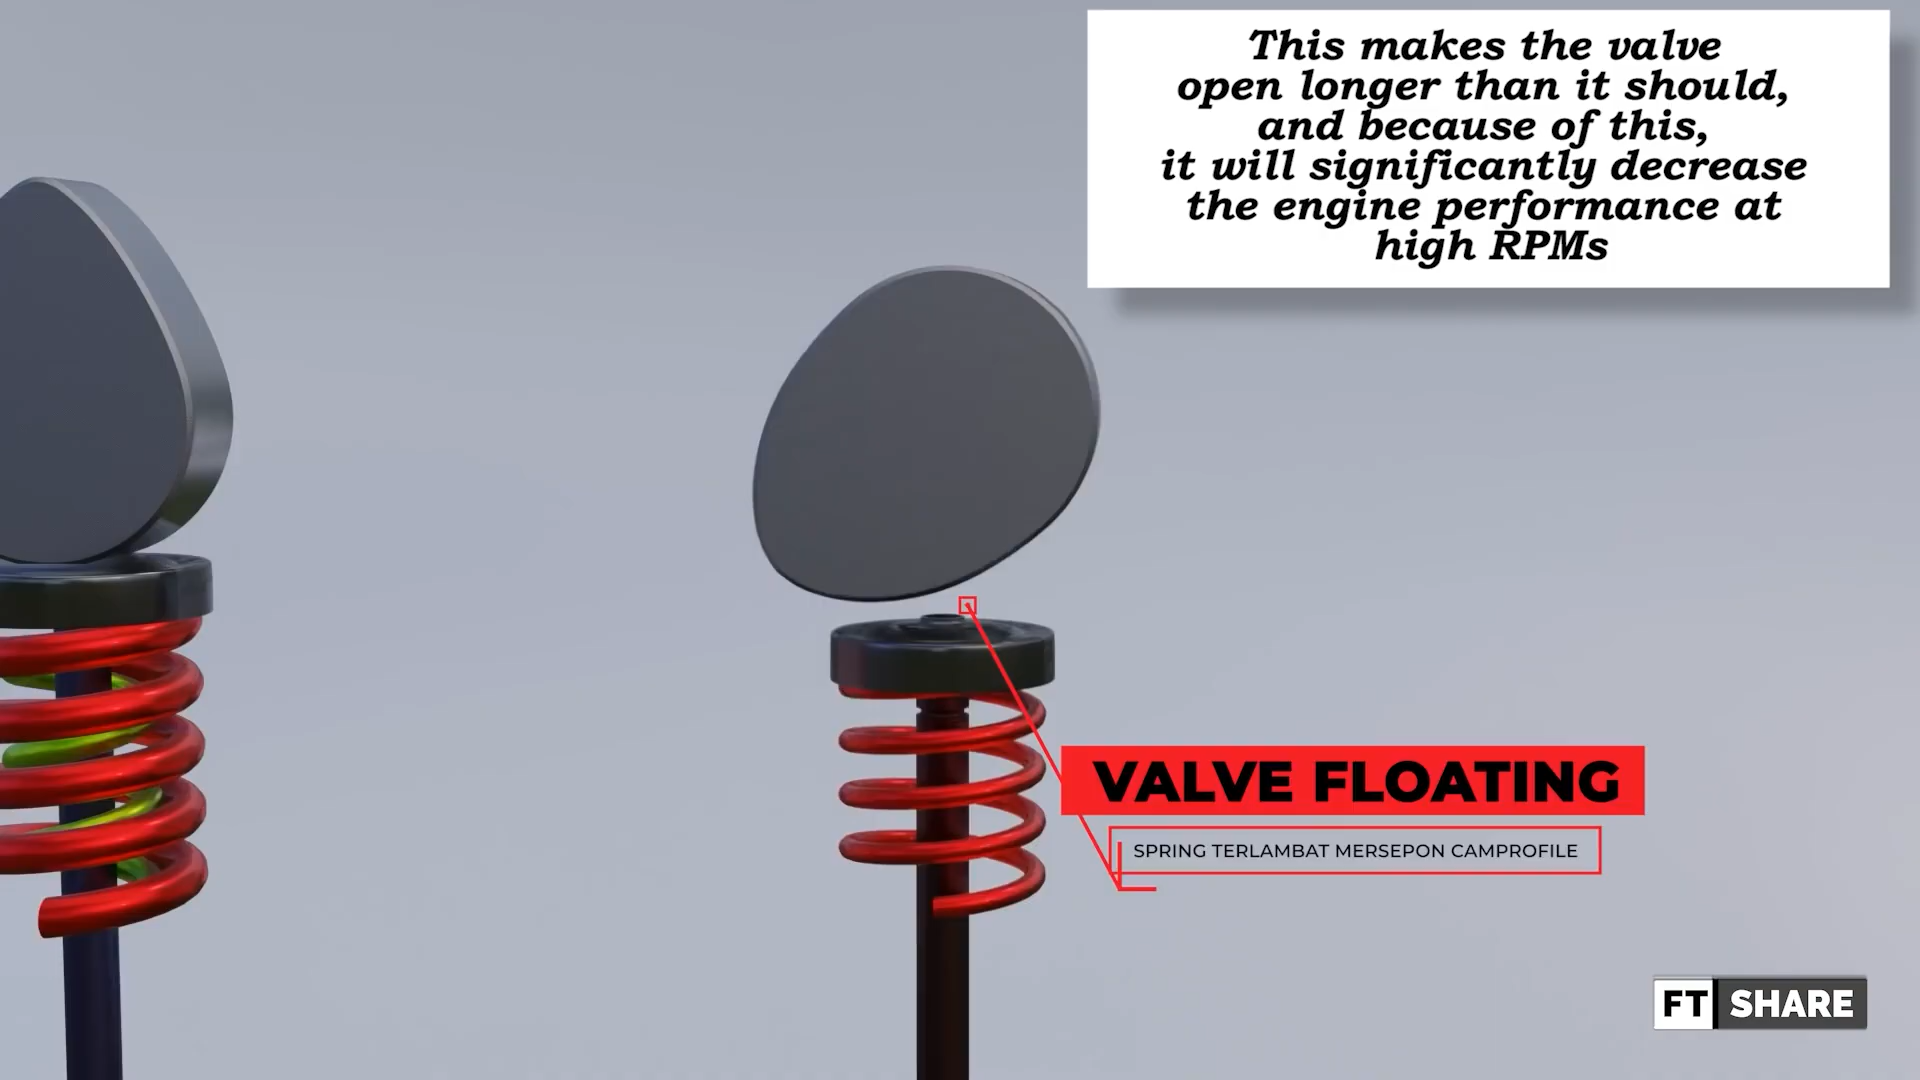 This makes the valve
open longer than it should,
and because of this,
it will significantly decrease
the engine performance at
high RPMs
VALVE FLOATING
SPRING TERLAMBAT MERSEPON CAMPROFILE
FT SHARE